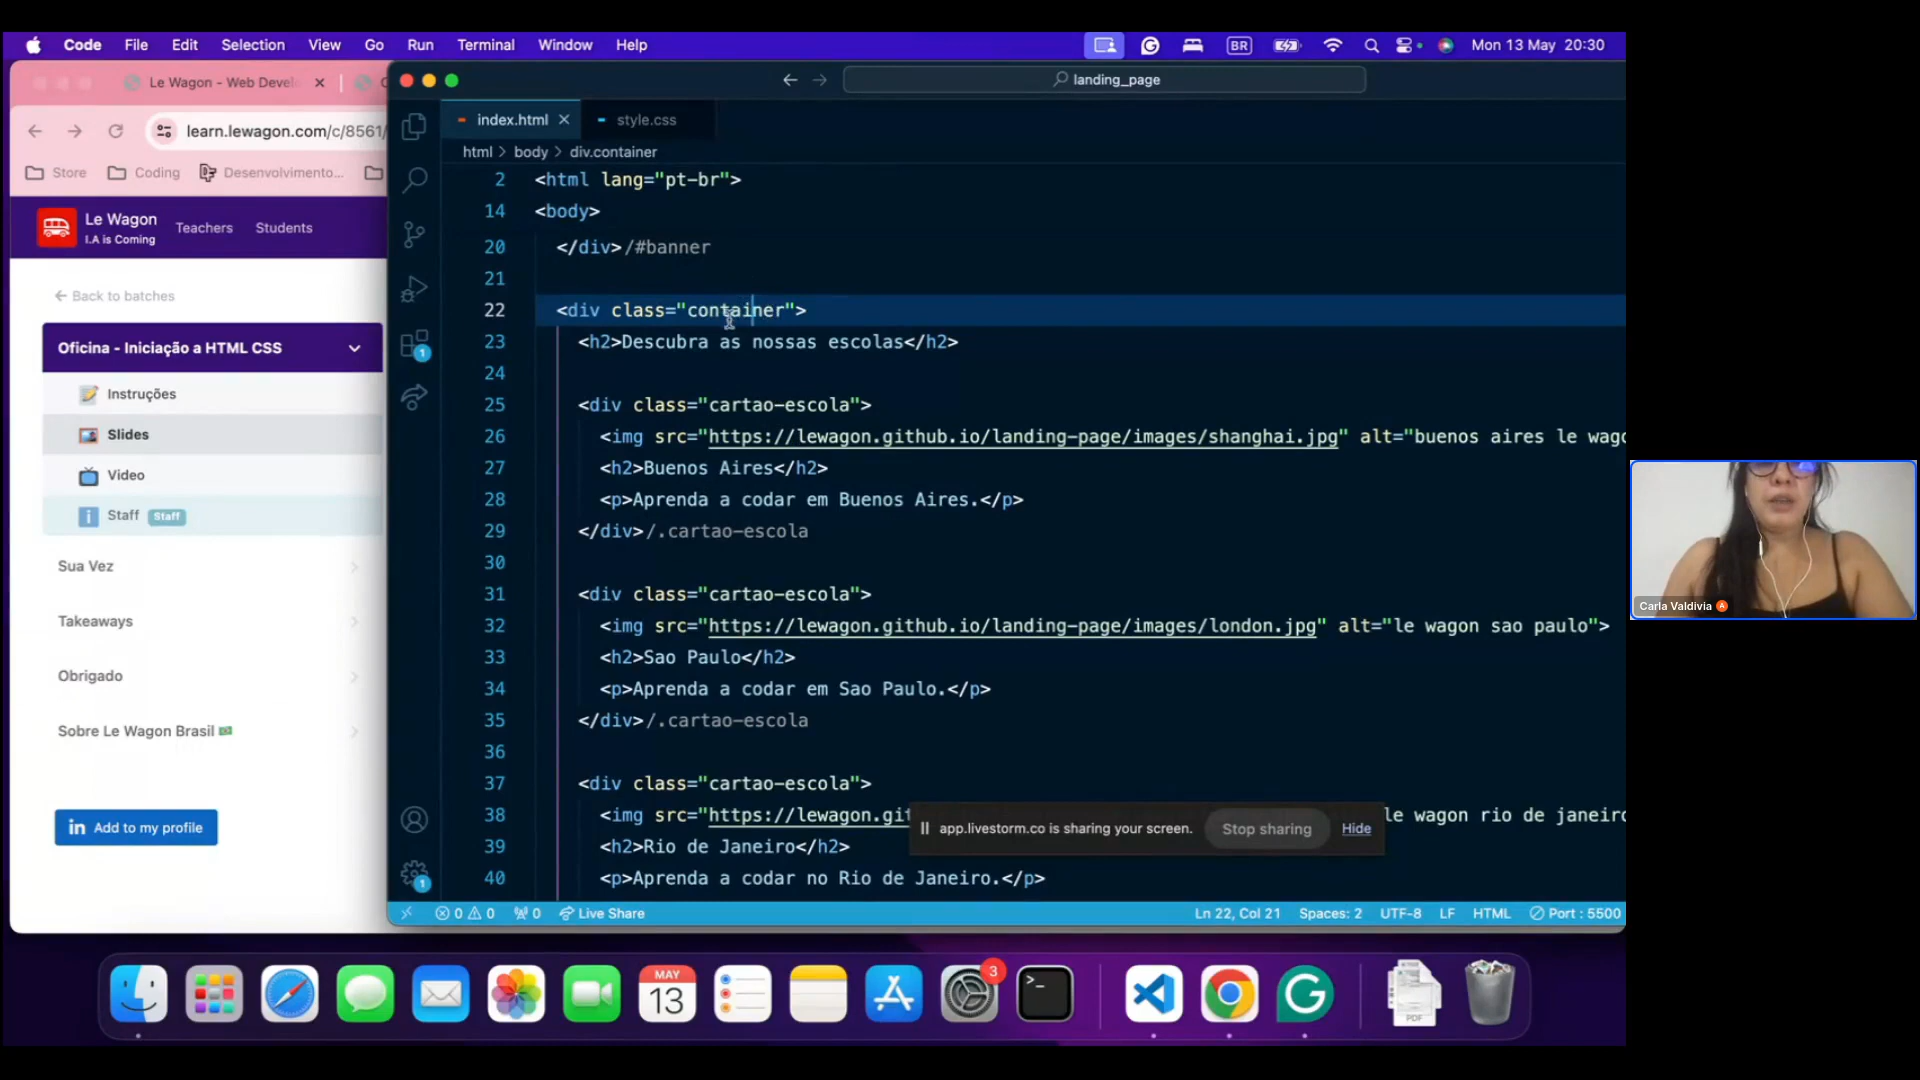 Code File Edit Selection View Go Run Terminal Window Help
BR
Mon 13 May 20:30
Le Wagon - Web Devel
learn.lewagon.com/c/8561/
Store
Coding
Desenvolvimento...
Le Wagon
I.A is Coming
Teachers
Students
Back to batches
Oficina - Iniciação a HTML CSS
Instruções
Slides
Video
Staff Staff
Sua Vez
Takeaways
Obrigado
Sobre Le Wagon Brasil
in Add to my profile
landing_page
index.html
style.css
html > body > div.container
2 <html lang="pt-br">
14 <body>
20 </div>/#banner
21
22 <div class="container">
23 <h2>Descubra as nossas escolas</h2>
24
25 <div class="cartao-escola">
26 <img src="https://lewagon.github.io/landing-page/images/shanghai.jpg" alt="buenos aires le wago
27 <h2>Buenos Aires</h2>
28 <p>Aprenda a codar em Buenos Aires.</p>
29 </div>/.cartao-escola
30
31 <div class="cartao-escola">
32 <img src="https://lewagon.github.io/landing-page/images/london.jpg" alt="le wagon sao paulo">
33 <h2>Sao Paulo</h2>
34 <p>Aprenda a codar em Sao Paulo.</p>
35 </div>/.cartao-escola
36
37 <div class="cartao-escola">
38 <img src="https://lewagon.gi le wagon rio de janeiro
39 <h2>Rio de Janeiro</h2>
40 <p>Aprenda a codar no Rio de Janeiro.</p>
1
1
app.livestorm.co is sharing your screen.
Stop sharing
Hide
0 0 0 Live Share
Ln 22, Col 21 Spaces: 2 UTF-8 LF HTML Port : 5500
Carla Valdivia A
MAY
13
3
>_
PDF